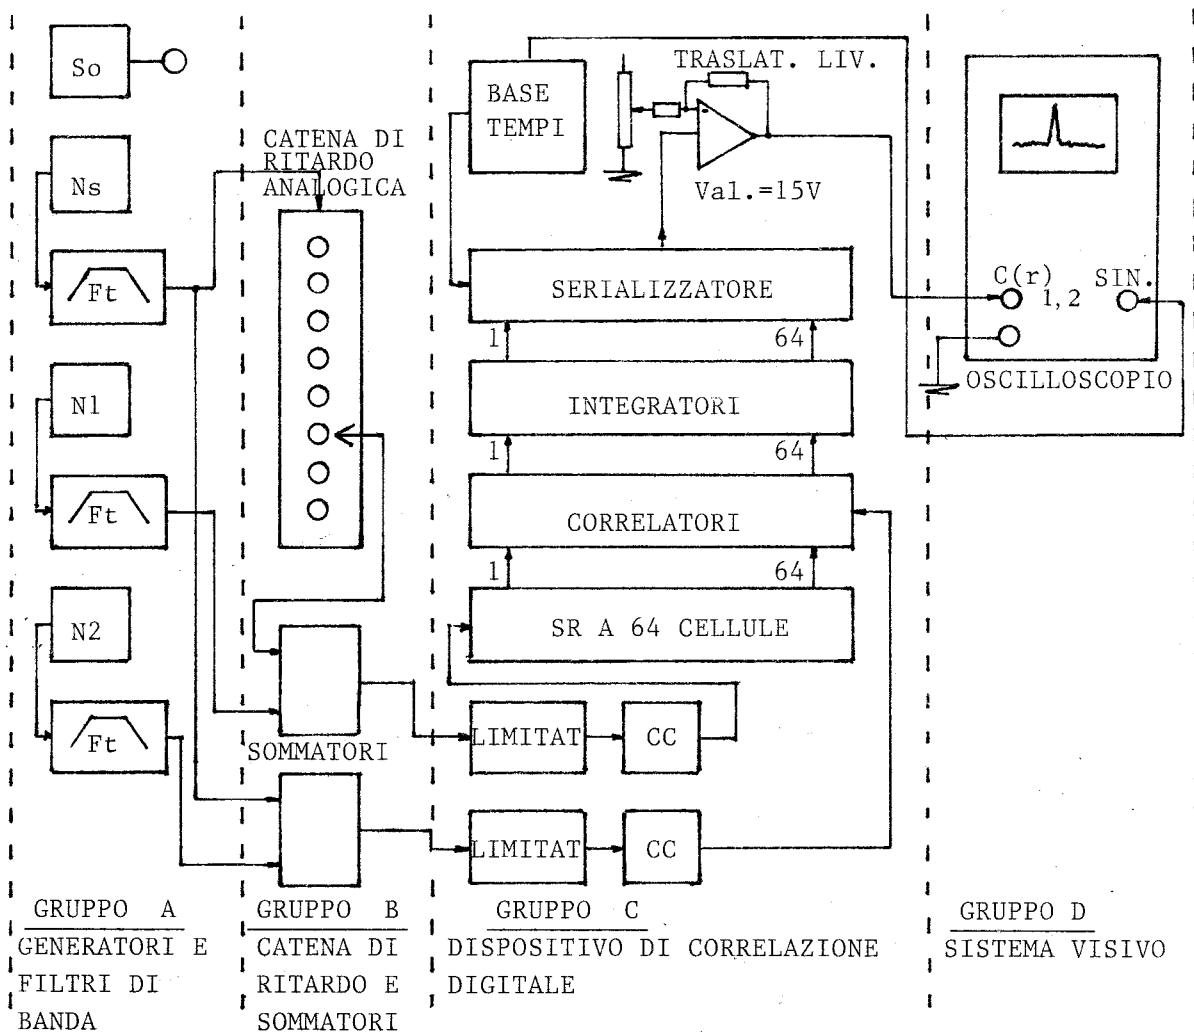 So
Ns
Ft
N1
Ft
N2
Ft
GRUPPO A
GENERATORI E
FILTRI DI
BANDA
CATENA DI
RITARDO
ANALOGICA
SOMMATORI
GRUPPO B
CATENA DI
RITARDO E
SOMMATORI
BASE
TEMPI
TRASLAT. LIV.
-
Val.=15V
SERIALIZZATORE
1 64
INTEGRATORI
1 64
CORRELATORI
1 64
SR A 64 CELLULE
LIMITAT CC
LIMITAT CC
GRUPPO C
DISPOSITIVO DI CORRELAZIONE
DIGITALE
C(r) SIN.
1,2
OSCILLOSCOPIO
GRUPPO D
SISTEMA VISIVO